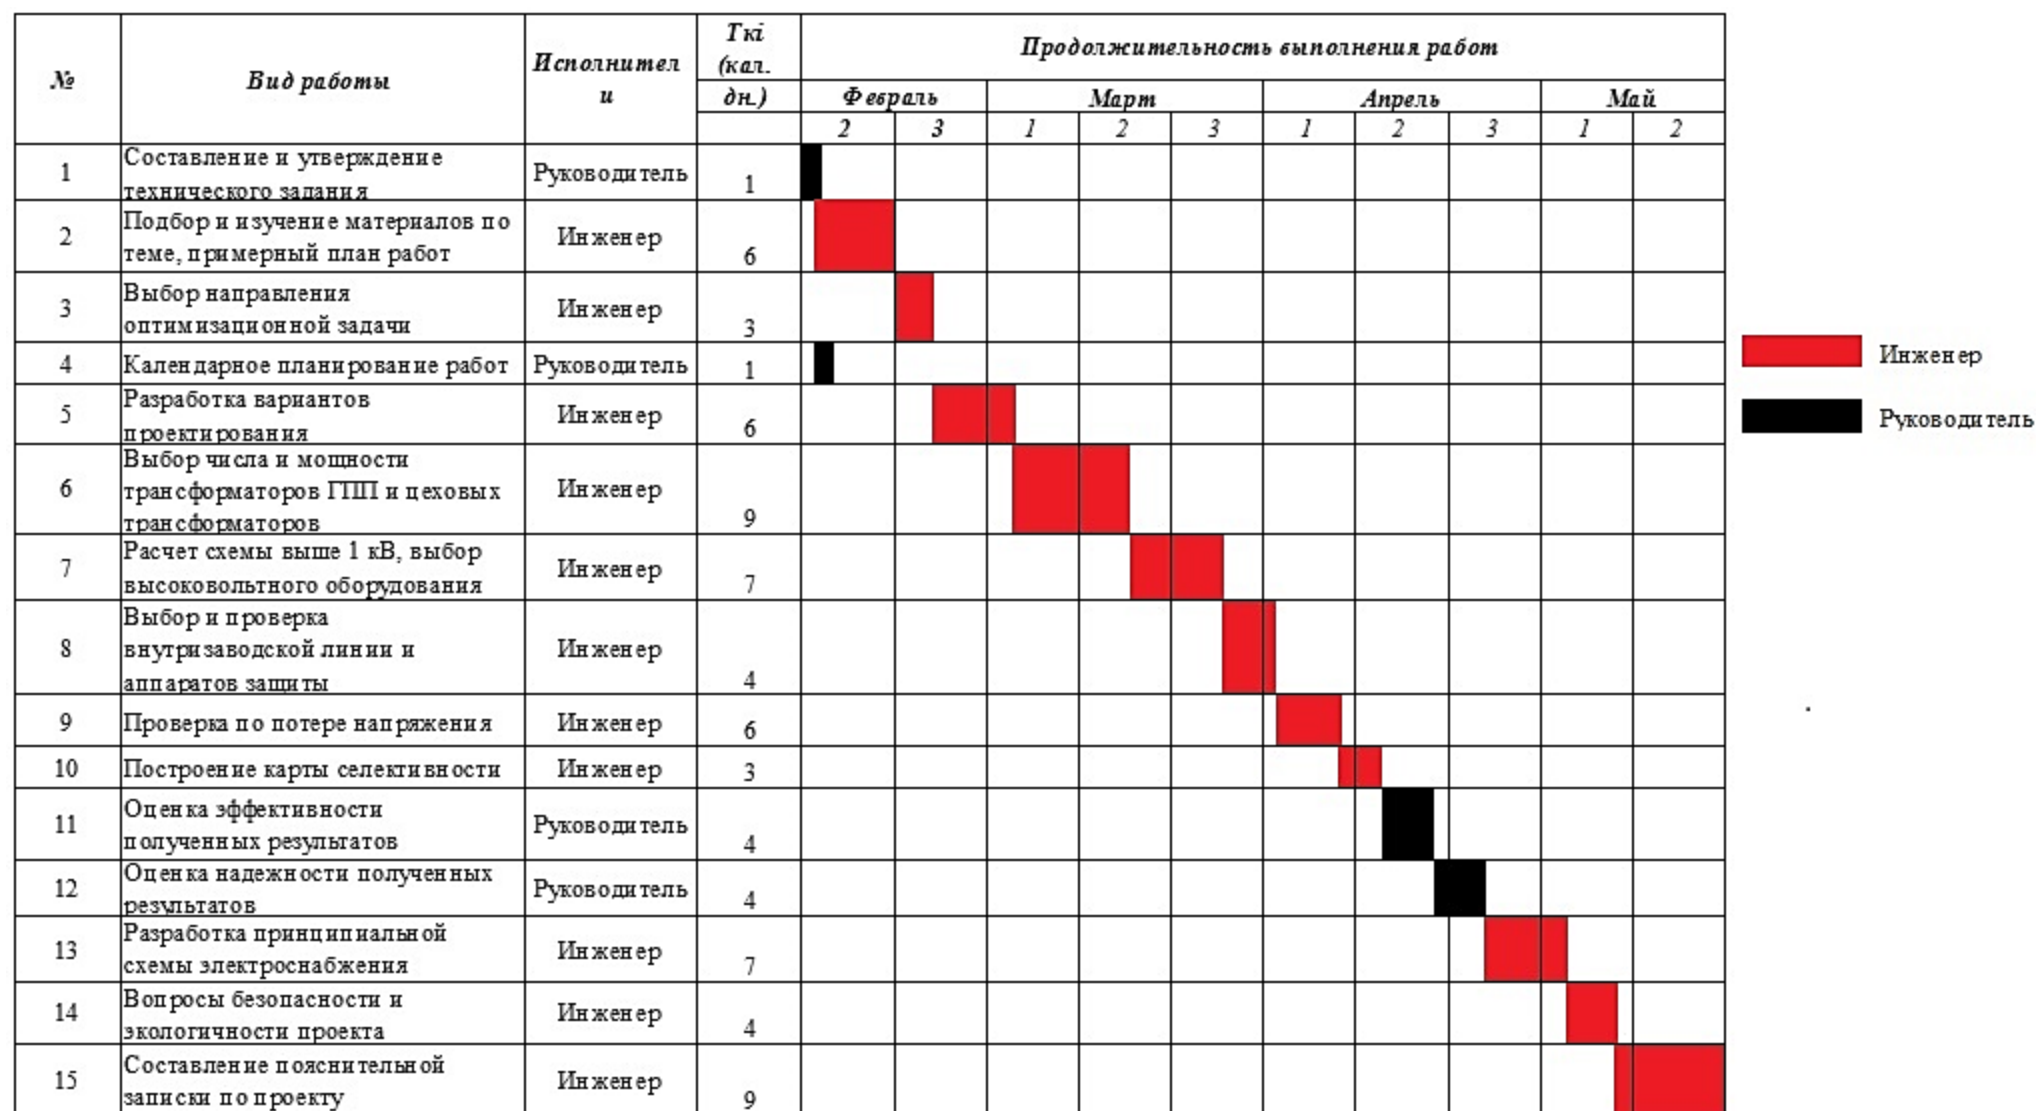 №
Вид работы
Исполнител
и
Ткi
(кал.
дн.)
Продолжительность выполнения работ
Февраль
Март
Апрель
Май
2
3
1
2
3
1
2
3
1
2
1
Составление и утверждение
технического задания
Руководитель
1
2
Подбор и изучение материалов по
теме, примерный план работ
Инженер
6
3
Выбор направления
оптимизационной задачи
Инженер
3
4
Календарное планирование работ
Руководитель
1
5
Разработка вариантов
проектирования
Инженер
6
6
Выбор числа и мощности
трансформаторов ГПП и цеховых
трансформаторов
Инженер
9
7
Расчет схемы выше 1 кВ, выбор
высоковольтного оборудования
Инженер
7
8
Выбор и проверка
внутризаводской линии и
аппаратов защиты
Инженер
4
9
Проверка по потере напряжения
Инженер
6
10
Построение карты селективности
Инженер
3
11
Оценка эффективности
полученных результатов
Руководитель
4
12
Оценка надежности полученных
результатов
Руководитель
4
13
Разработка принципиальной
схемы электроснабжения
Инженер
7
14
Вопросы безопасности и
экологичности проекта
Инженер
4
15
Составление пояснительной
записки по проекту
Инженер
9
Инженер
Руководитель